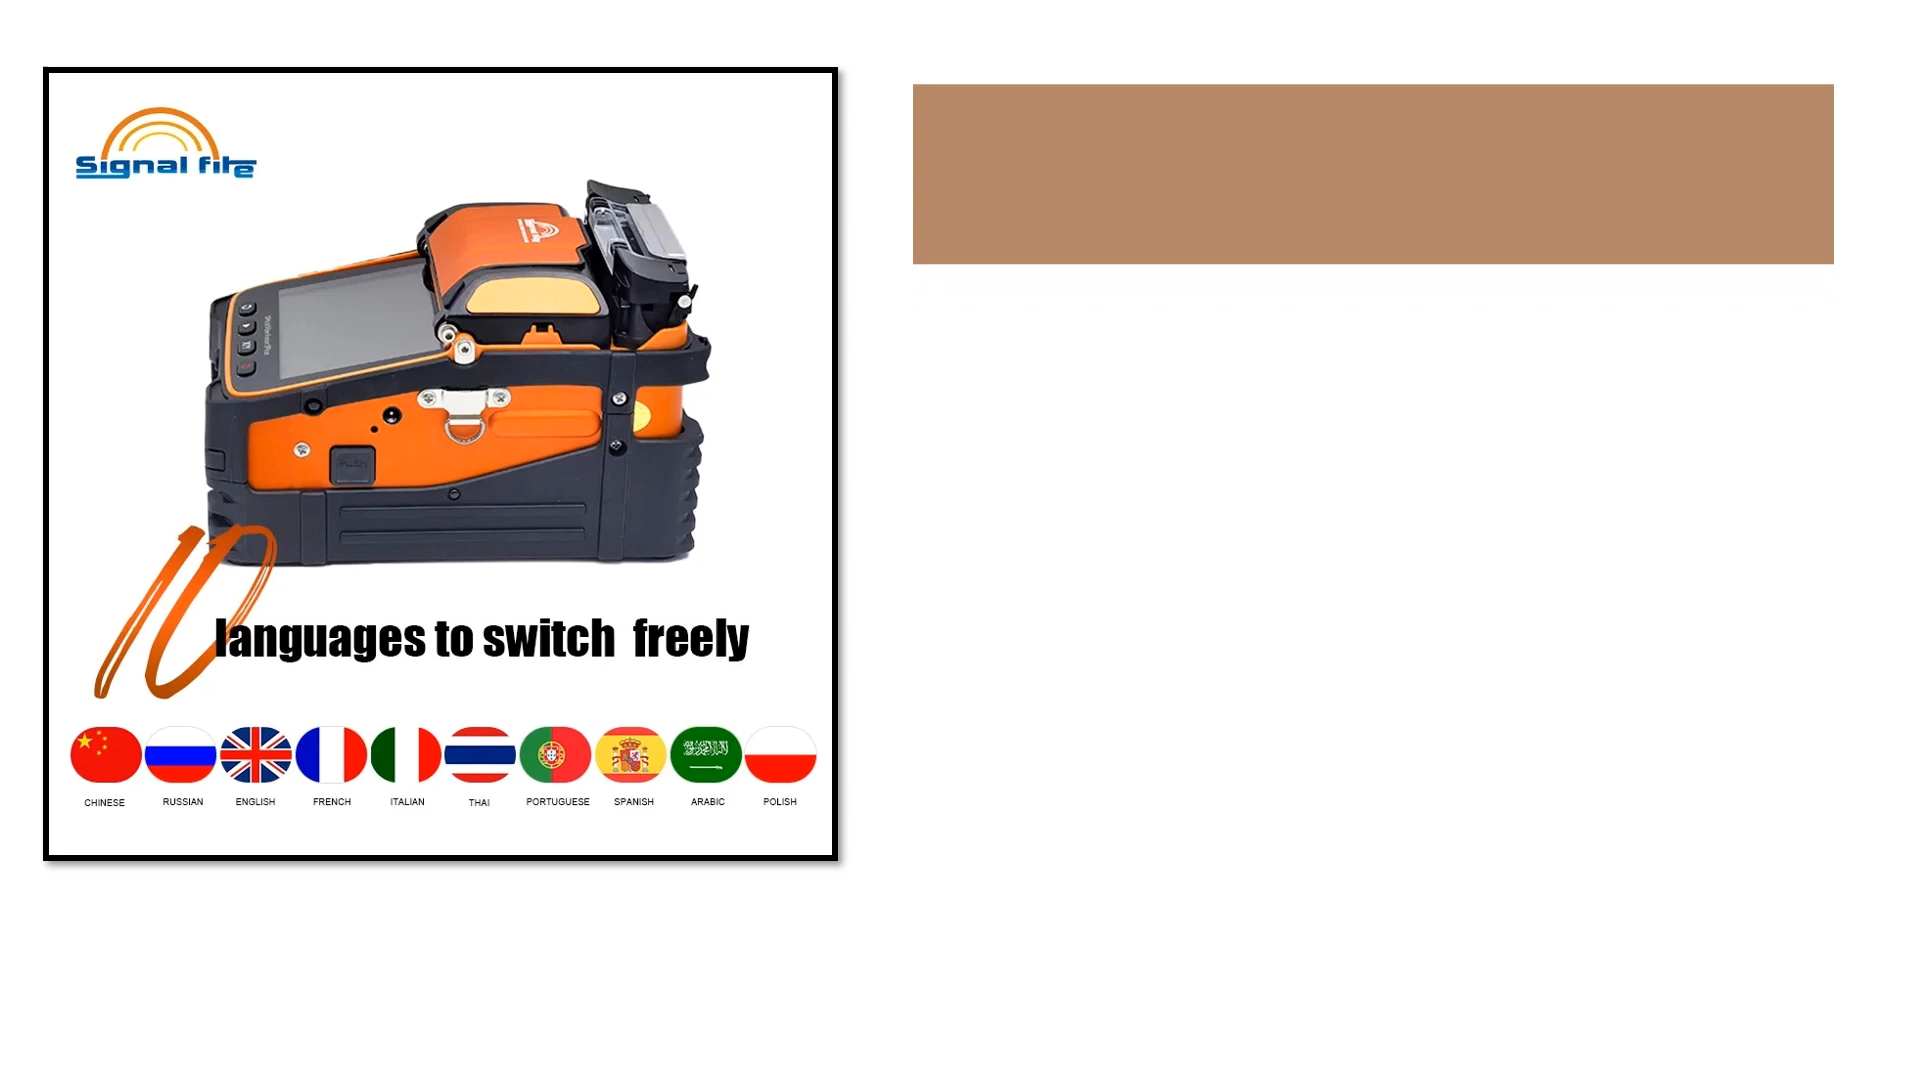 Signal fire
10
languages to switch freely
CHINESE RUSSIAN ENGLISH FRENCH ITALIAN THAI PORTUGUESE SPANISH ARABIC POLISH